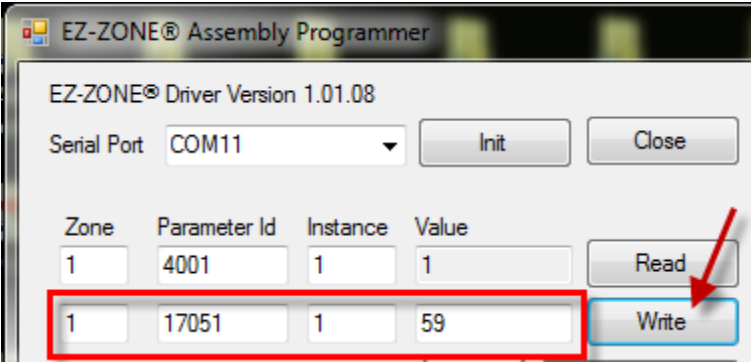 EZ-ZONE® Assembly Programmer
EZ-ZONE® Driver Version 1.01.08
Serial Port COM11 Init Close
Zone Parameter Id Instance Value
1 4001 1 1 Read
1 17051 1 59 Write